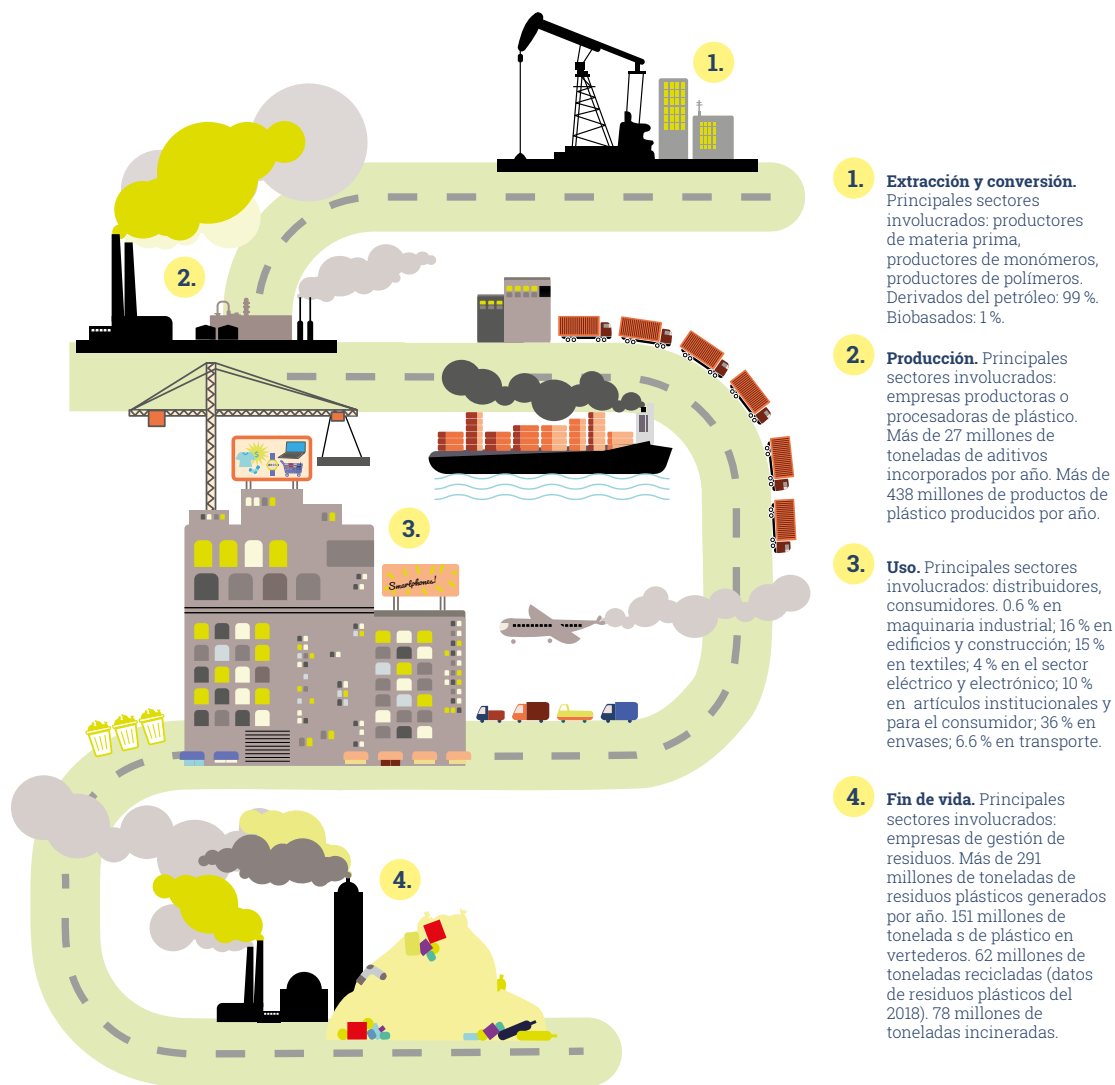 1.
2.
3.
Smartphones!
4.
1. Extracción y conversión.
Principales sectores
involucrados: productores
de materia prima,
productores de monómeros,
productores de polímeros.
Derivados del petróleo: 99 %.
Biobasados: 1 %.
2. Producción. Principales
sectores involucrados:
empresas productoras o
procesadoras de plástico.
Más de 27 millones de
toneladas de aditivos
incorporados por año. Más de
438 millones de productos de
plástico producidos por año.
3. Uso. Principales sectores
involucrados: distribuidores,
consumidores. 0.6 % en
maquinaria industrial; 16 % en
edificios y construcción; 15 %
en textiles; 4 % en el sector
eléctrico y electrónico; 10 %
en artículos institucionales y
para el consumidor; 36 % en
envases; 6.6 % en transporte.
4. Fin de vida. Principales
sectores involucrados:
empresas de gestión de
residuos. Más de 291
millones de toneladas de
residuos plásticos generados
por año. 151 millones de
tonelada s de plástico en
vertederos. 62 millones de
toneladas recicladas (datos
de residuos plásticos del
2018). 78 millones de
toneladas incineradas.